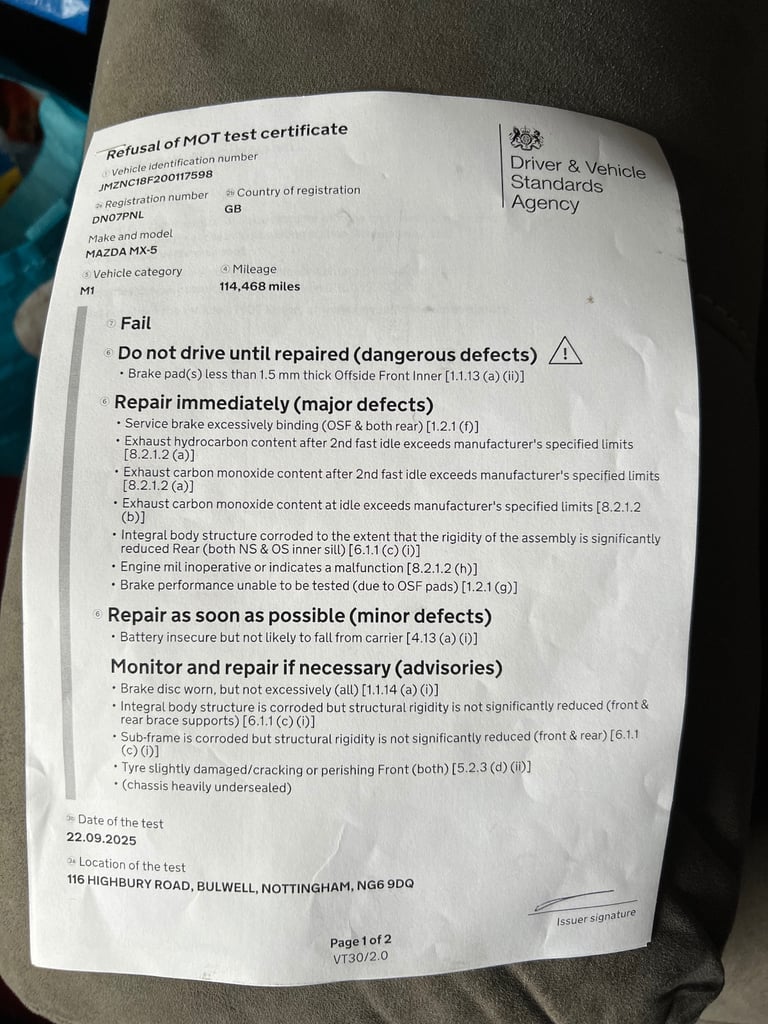 Refusal of MOT test certificate
Driver & Vehicle
Standards
Agency
① Vehicle identification number
JMZNC18F200117598
Registration number
Country of registration
DN07PNL
GB
Make and model
MAZDA MX-5
⑤ Vehicle category
④ Mileage
M1
114,468 miles
⑦ Fail
⑥ Do not drive until repaired (dangerous defects)
• Brake pad(s) less than 1.5 mm thick Offside Front Inner [1.1.13 (a) (ii)]
⑥ Repair immediately (major defects)
• Service brake excessively binding (OSF & both rear) [1.2.1 (f)]
• Exhaust hydrocarbon content after 2nd fast idle exceeds manufacturer's specified limits
[8.2.1.2 (a)]
• Exhaust carbon monoxide content after 2nd fast idle exceeds manufacturer's specified limits
[8.2.1.2 (a)]
• Exhaust carbon monoxide content at idle exceeds manufacturer's specified limits [8.2.1.2
(b)]
• Integral body structure corroded to the extent that the rigidity of the assembly is significantly
reduced Rear (both NS & OS inner sill) [6.1.1 (c) (i)]
• Engine mil inoperative or indicates a malfunction [8.2.1.2 (h)]
• Brake performance unable to be tested (due to OSF pads) [1.2.1 (g)]
⑥ Repair as soon as possible (minor defects)
• Battery insecure but not likely to fall from carrier [4.13 (a) (i)]
Monitor and repair if necessary (advisories)
• Brake disc worn, but not excessively (all) [1.1.14 (a) (i)]
• Integral body structure is corroded but structural rigidity is not significantly reduced (front &
rear brace supports) [6.1.1 (c) (i)]
• Sub-frame is corroded but structural rigidity is not significantly reduced (front & rear) [6.1.1
(c) (i)]
• Tyre slightly damaged/cracking or perishing Front (both) [5.2.3 (d) (ii)]
• (chassis heavily undersealed)
Date of the test
22.09.2025
Location of the test
116 HIGHBURY ROAD, BULWELL, NOTTINGHAM, NG6 9DQ
Issuer signature
Page 1 of 2
VT30/2.0